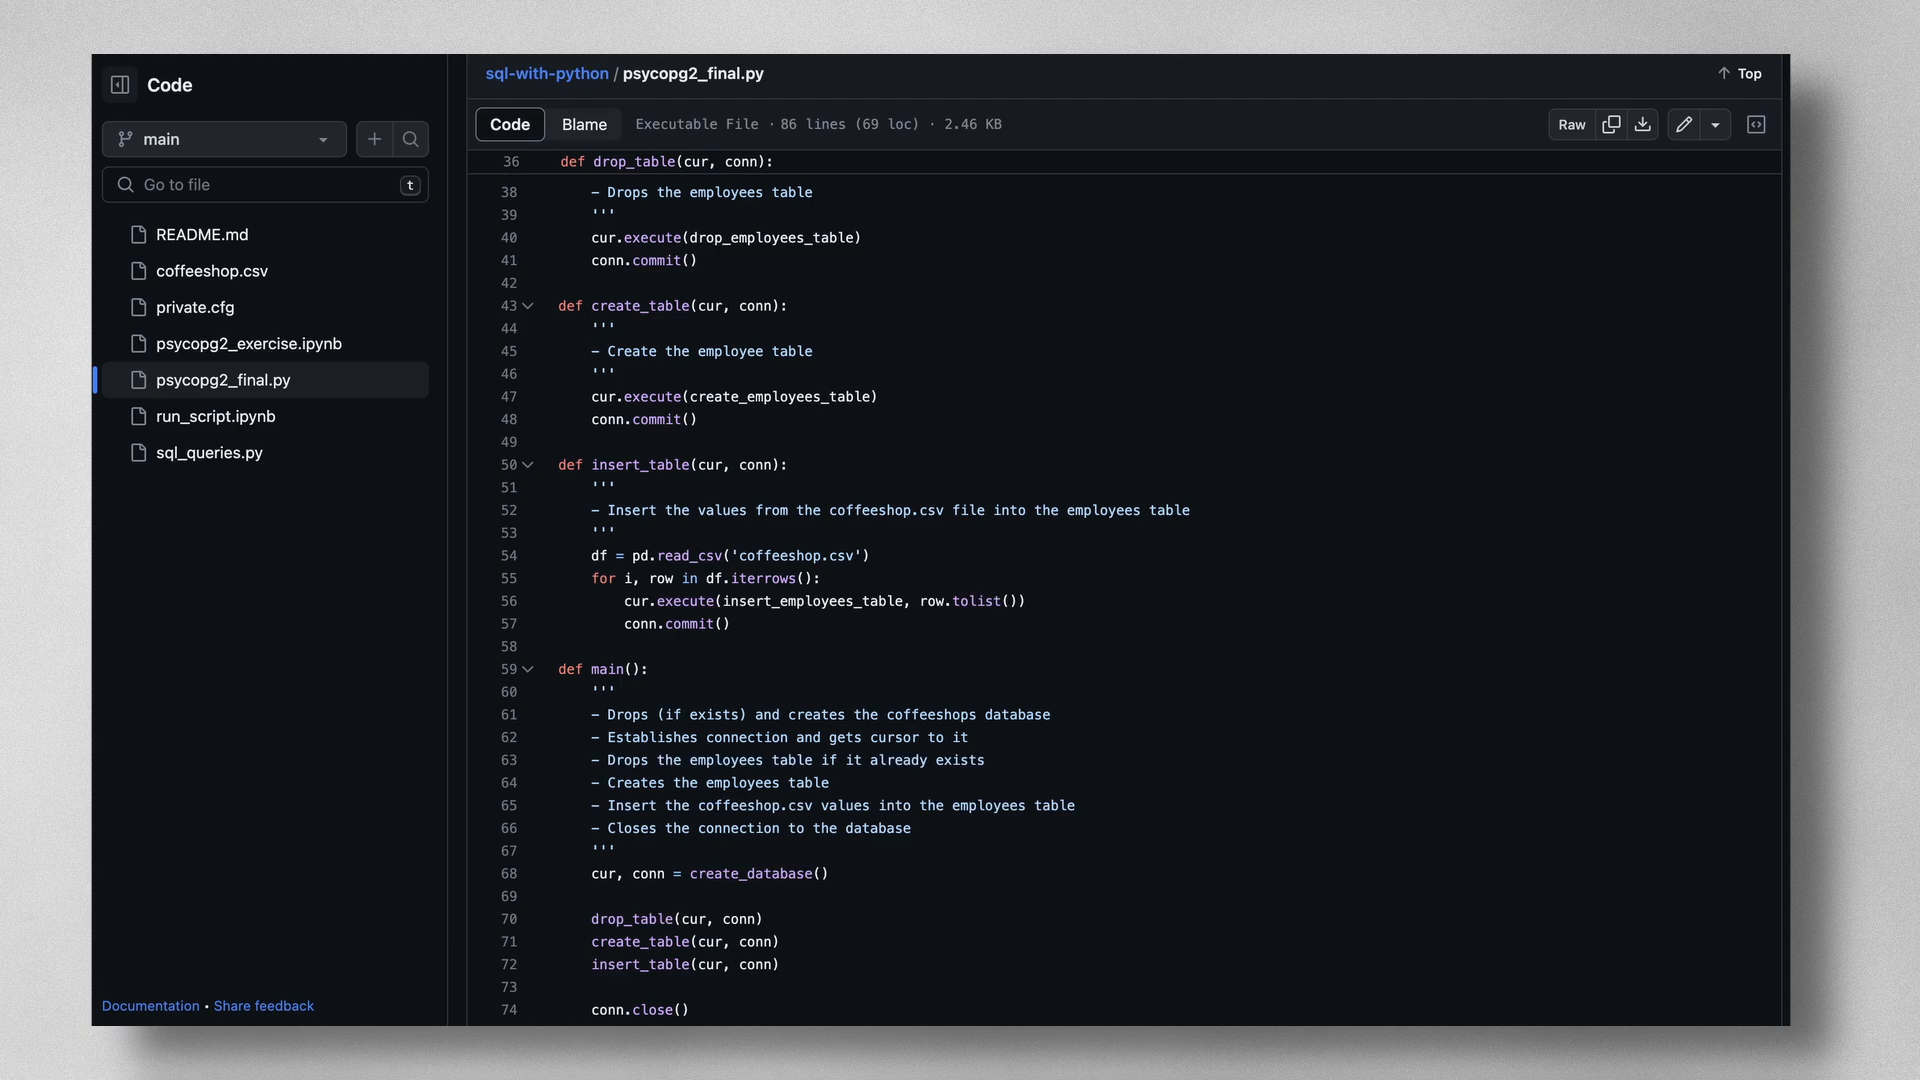 Code
main
Go to file
t
README.md
coffeeshop.csv
private.cfg
psycopg2_exercise.ipynb
psycopg2_final.py
run_script.ipynb
sql_queries.py
Documentation • Share feedback
sql-with-python / psycopg2_final.py
Top
Code Blame Executable File · 86 lines (69 loc) · 2.46 KB
Raw
36 def drop_table(cur, conn):
38     - Drops the employees table
39     '''
40     cur.execute(drop_employees_table)
41     conn.commit()
42
43 def create_table(cur, conn):
44     '''
45     - Create the employee table
46     '''
47     cur.execute(create_employees_table)
48     conn.commit()
49
50 def insert_table(cur, conn):
51     '''
52     - Insert the values from the coffeeshop.csv file into the employees table
53     '''
54     df = pd.read_csv('coffeeshop.csv')
55     for i, row in df.iterrows():
56         cur.execute(insert_employees_table, row.tolist())
57         conn.commit()
58
59 def main():
60     '''
61     - Drops (if exists) and creates the coffeeshops database
62     - Establishes connection and gets cursor to it
63     - Drops the employees table if it already exists
64     - Creates the employees table
65     - Insert the coffeeshop.csv values into the employees table
66     - Closes the connection to the database
67     '''
68     cur, conn = create_database()
69
70     drop_table(cur, conn)
71     create_table(cur, conn)
72     insert_table(cur, conn)
73
74     conn.close()